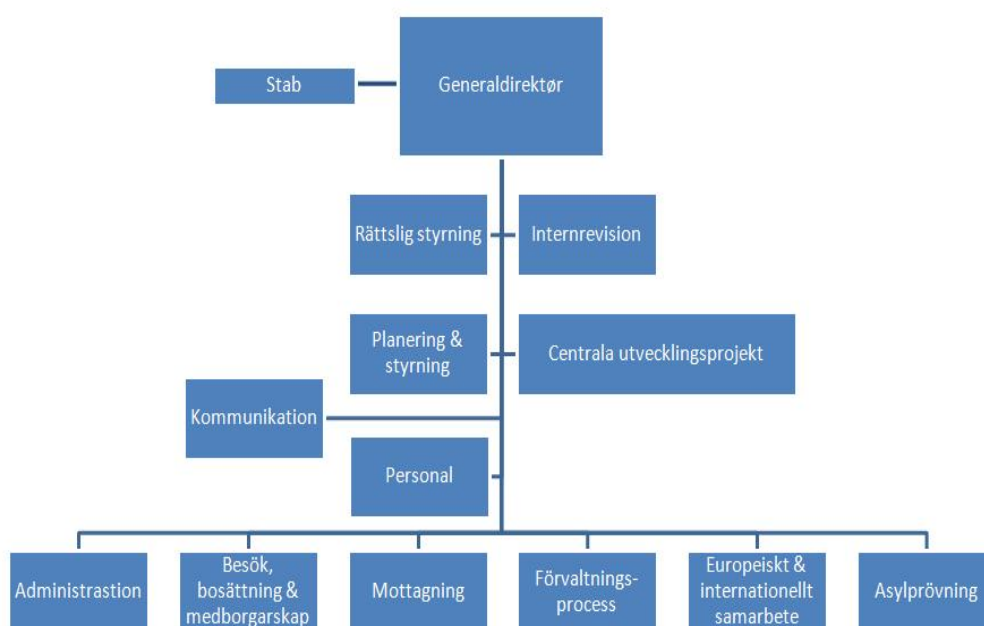 Stab
Generaldirektør
Rättslig styrning
Internrevision
Planering &
styrning
Centrala utvecklingsprojekt
Kommunikation
Personal
Administrastion
Besök,
bosättning &
medborgarskap
Mottagning
Förvaltnings-
process
Europeiskt &
internationellt
samarbete
Asylprövning